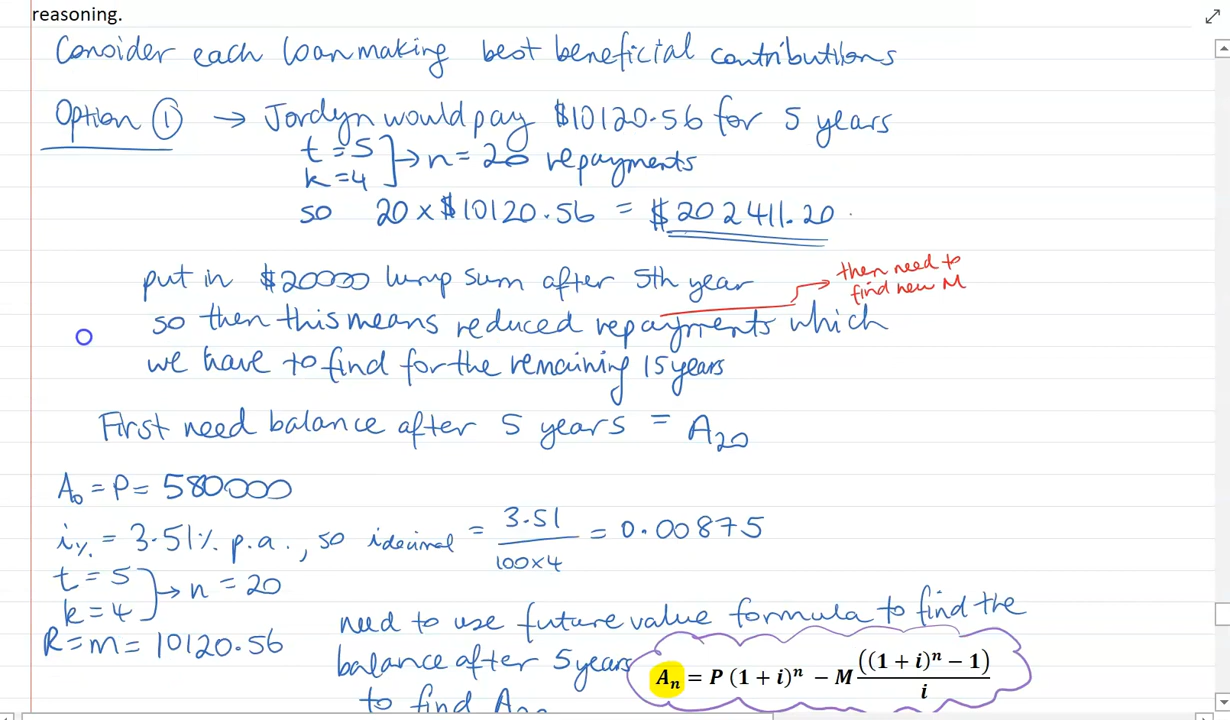 reasoning.
Consider each loan making best beneficial contributions
Option ① → Jordyn would pay $10120.56 for 5 years
t = 5
k = 4
→ n = 20 repayments
so 20 × $10120.56 = $202411.20
put in $20000 lump sum after 5th year
then need to
find new M
so then this means reduced repayments which
we have to find for the remaining 15 years
First need balance after 5 years = A₂₀
A₀ = P = 580000
i% = 3.51% p.a., so idecimal = 3.51 / 100×4 = 0.00875
t = 5
k = 4
→ n = 20
R = m = 10120.56
need to use future value formula to find the
balance after 5 years
to find A₂₀
Aₙ = P (1 + i)ⁿ − M ((1 + i)ⁿ − 1) / i